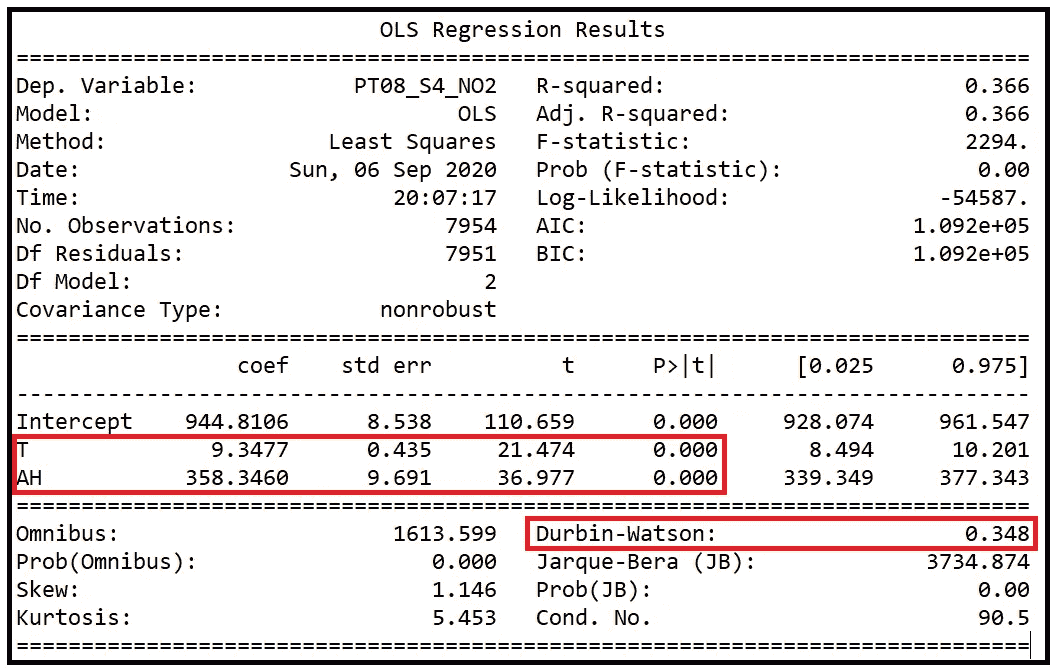 OLS Regression Results
==============================================================================
Dep. Variable: PT08_S4_NO2 R-squared: 0.366
Model: OLS Adj. R-squared: 0.366
Method: Least Squares F-statistic: 2294.
Date: Sun, 06 Sep 2020 Prob (F-statistic): 0.00
Time: 20:07:17 Log-Likelihood: -54587.
No. Observations: 7954 AIC: 1.092e+05
Df Residuals: 7951 BIC: 1.092e+05
Df Model: 2
Covariance Type: nonrobust
==============================================================================
coef std err t P>|t| [0.025 0.975]
------------------------------------------------------------------------------
Intercept 944.8106 8.538 110.659 0.000 928.074 961.547
T 9.3477 0.435 21.474 0.000 8.494 10.201
AH 358.3460 9.691 36.977 0.000 339.349 377.343
==============================================================================
Omnibus: 1613.599 Durbin-Watson: 0.348
Prob(Omnibus): 0.000 Jarque-Bera (JB): 3734.874
Skew: 1.146 Prob(JB): 0.00
Kurtosis: 5.453 Cond. No. 90.5
==============================================================================